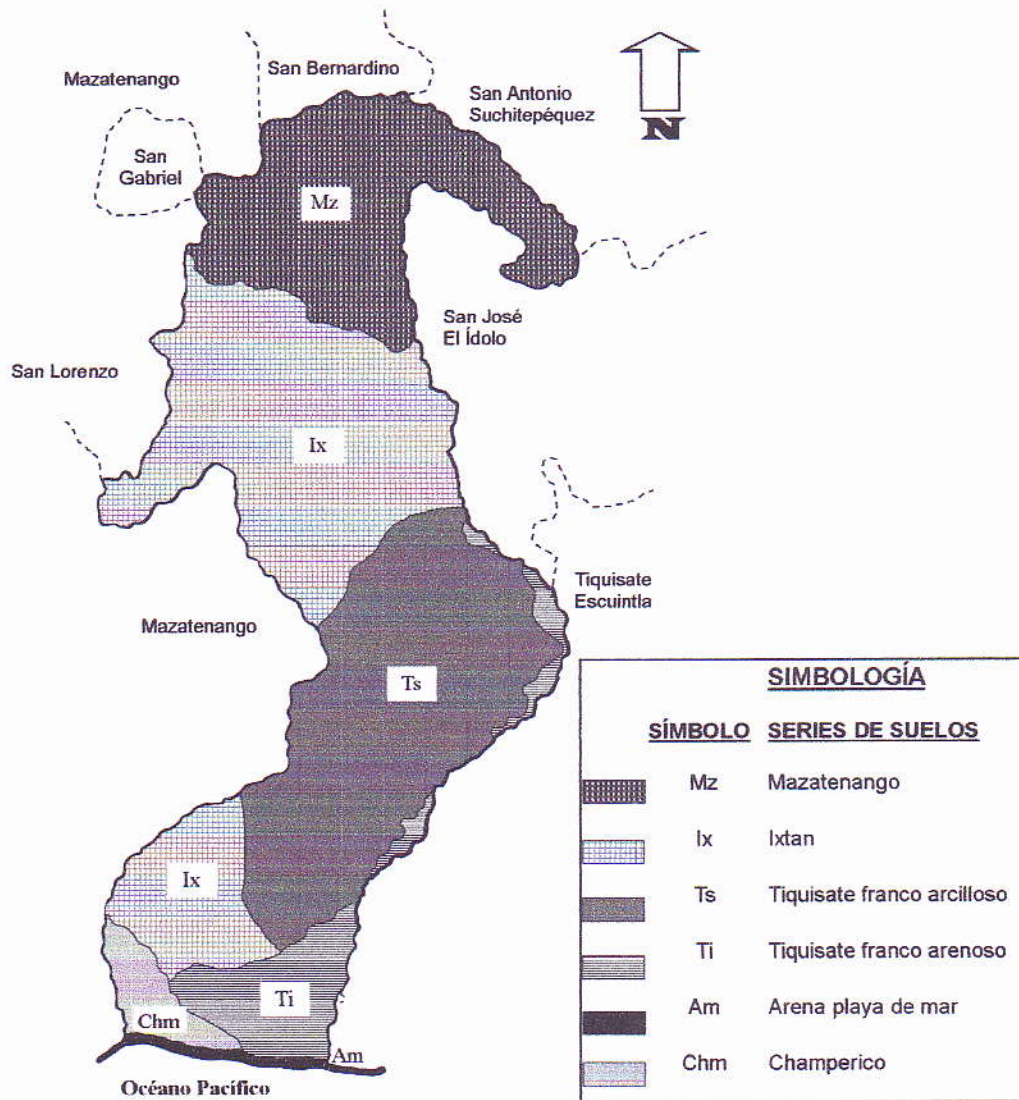 San Bernardino
Mazatenango
San Antonio
Suchitepéquez
N
San
Gabriel
Mz
San José
El Ídolo
San Lorenzo
Ix
Tiquisate
Escuintla
Mazatenango
Ts
Ix
Ti
Chm
Am
Océano Pacífico
SIMBOLOGÍA
SÍMBOLO SERIES DE SUELOS
Mz Mazatenango
Ix Ixtan
Ts Tiquisate franco arcilloso
Ti Tiquisate franco arenoso
Am Arena playa de mar
Chm Champerico